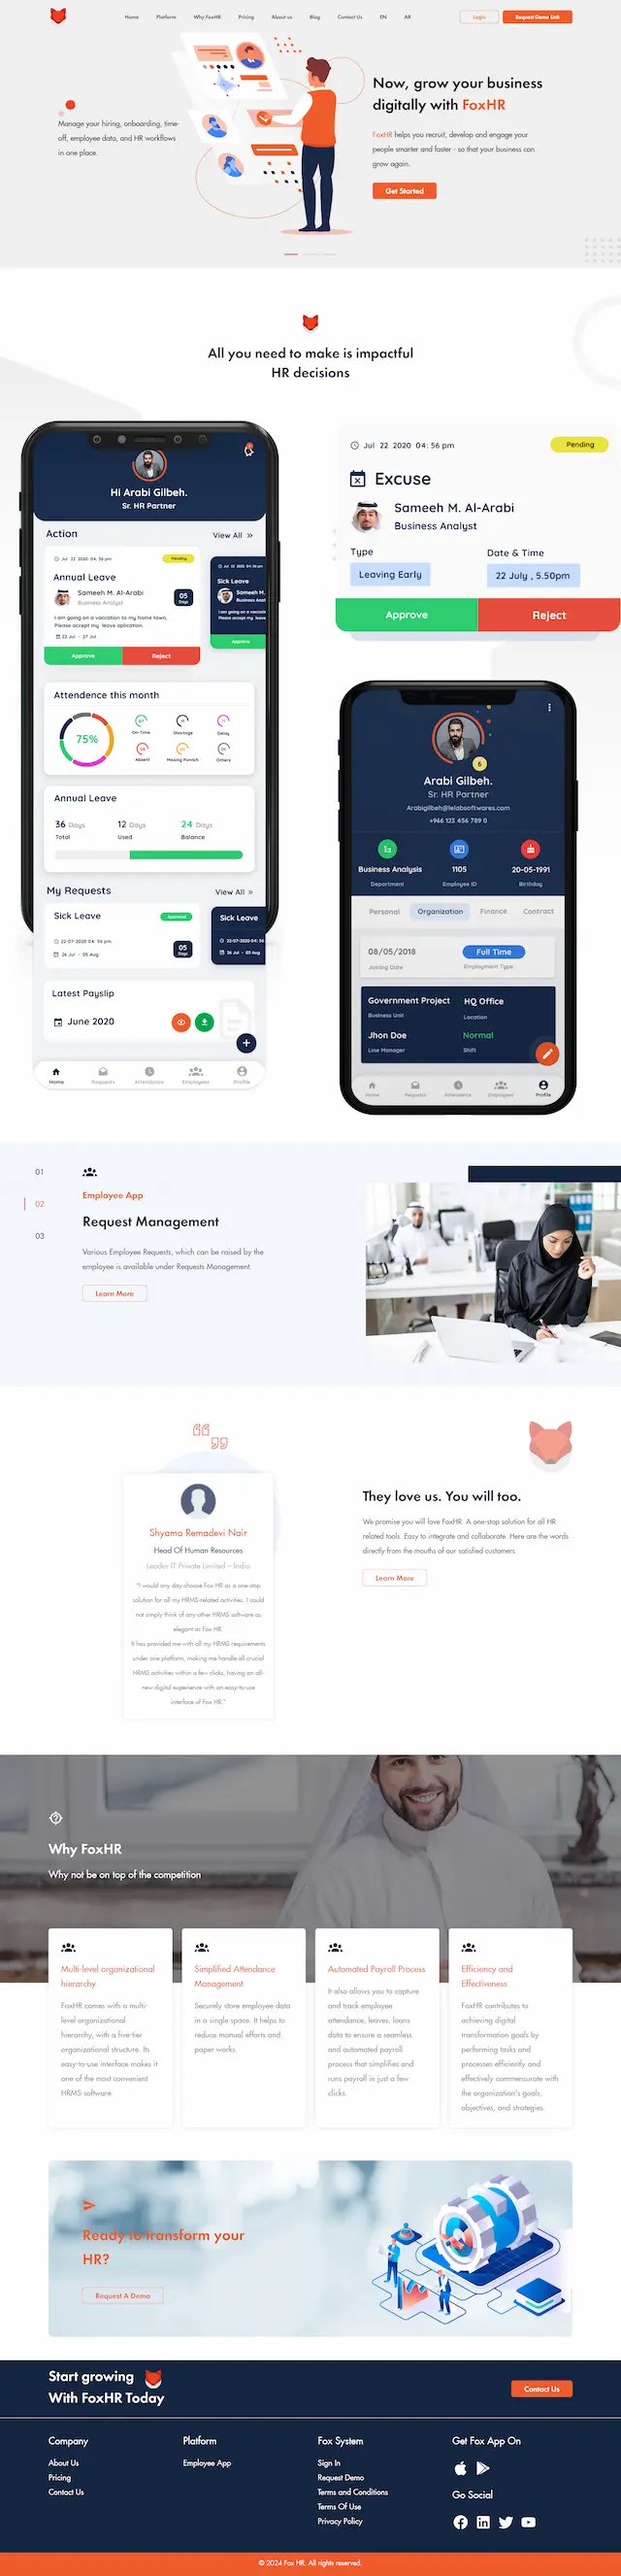 Home Platform Why FoxHR Pricing About us Blog Contact Us EN AR Login Request Demo Link
Manage your hiring, onboarding, time-
off, employee data, and HR workflows
in one place.
Now, grow your business
digitally with FoxHR
FoxHR helps you recruit, develop and engage your
people smarter and faster - so that your business can
grow again.
Get Started
All you need to make is impactful
HR decisions
Hi Arabi Gilbeh.
Sr. HR Partner
Action View All »
Jul 22 2020 04:56 pm Pending
Annual Leave
Sameeh M. Al-Arabi
Business Analyst
05
Days
I am going on a vaccation to my home town,
Please accept my leave aplication.
22 Jul - 27 Jul
Approve Reject
Jul 22 2020 04:56 pm
Sick Leave
Sameeh M.
Business Analyst
I am going on a vaccat
Please accept my leave
Approve
Attendence this month
75%
On-Time Shortage Delay
Absent Missing Punnch Others
Annual Leave
36 Days 12 Days 24 Days
Total Used Balance
My Requests View All »
Sick Leave Approved
22-07-2020 04:56 pm
26 Jul - 05 Aug
05
Days
Sick Leave
22-07-2020 04:56
26 Jul - 05 Aug
Latest Payslip
June 2020
Home Requests Attendance Employees Profile
Jul 22 2020 04:56 pm Pending
Excuse
Sameeh M. Al-Arabi
Business Analyst
Type Date & Time
Leaving Early 22 July , 5.50pm
Approve Reject
6
Arabi Gilbeh.
Sr. HR Partner
Arabigilbeh@lelabsoftwares.com
+966 123 456 789 0
Business Analysis 1105 20-05-1991
Department Employee ID Birthday
Personal Organization Finance Contract
08/05/2018 Full Time
Joining Date Employment Type
Government Project HQ Office
Business Unit Location
Jhon Doe Normal
Line Manager Shift
Home Requests Attendance Employees Profile
01
02
03
Employee App
Request Management
Various Employee Requests, which can be raised by the
employee is available under Requests Management.
Learn More
Shyama Remadevi Nair
Head Of Human Resources
Leader IT Private Limited – India
"I would any day choose Fox HR as a one-stop
solution for all my HRMS-related activities. I could
not simply think of any other HRMS software as
elegant as Fox HR.
It has provided me with all my HRMS requirements
under one platform, making me handle all crucial
HRMS activities within a few clicks, having an all-
new digital experience with an easy-to-use
interface of Fox HR."
They love us. You will too.
We promise you will love FoxHR. A one-stop solution for all HR
related tools. Easy to integrate and collaborate. Here are the words
directly from the mouths of our satisfied customers.
Learn More
Why FoxHR
Why not be on top of the competition
Multi-level organizational
hierarchy
FoxHR comes with a multi-
level organizational
hierarchy, with a five-tier
organizational structure. Its
easy-to-use interface makes it
one of the most convenient
HRMS software.
Simplified Attendance
Management
Securely store employee data
in a single space. It helps to
reduce manual efforts and
paper works.
Automated Payroll Process
It also allows you to capture
and track employee
attendance, leaves, loans
data to ensure a seamless
and automated payroll
process that simplifies and
runs payroll in just a few
clicks.
Efficiency and
Effectiveness
FoxHR contributes to
achieving digital
transformation goals by
performing tasks and
processes efficiently and
effectively commensurate with
the organization's goals,
objectives, and strategies.
Ready to transform your
HR?
Request A Demo
Start growing
With FoxHR Today
Contact Us
Company
About Us
Pricing
Contact Us
Platform
Employee App
Fox System
Sign In
Request Demo
Terms and Conditions
Terms Of Use
Privacy Policy
Get Fox App On
Go Social
© 2024 Fox HR. All rights reserved.